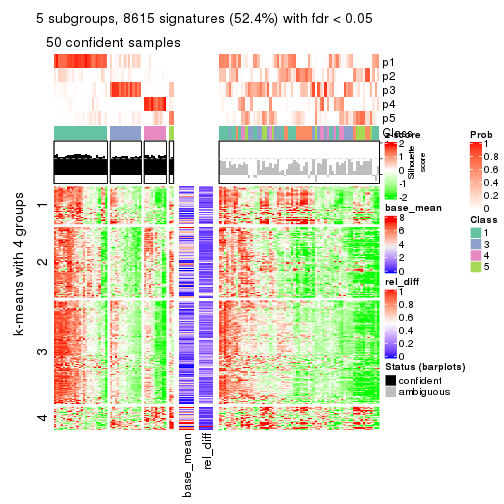 5 subgroups, 8615 signatures (52.4%) with fdr < 0.05
50 confident samples
p1
p2
p3
p4
p5
Class
Silhouette
score
k-means with 4 groups
1
2
3
4
base_mean
rel_diff
z-score
2
1
0
-1
-2
base_mean
8
6
4
2
0
rel_diff
1
0.8
0.6
0.4
0.2
0
Status (barplots)
confident
ambiguous
Prob
1
0.8
0.6
0.4
0.2
0
Class
1
3
4
5